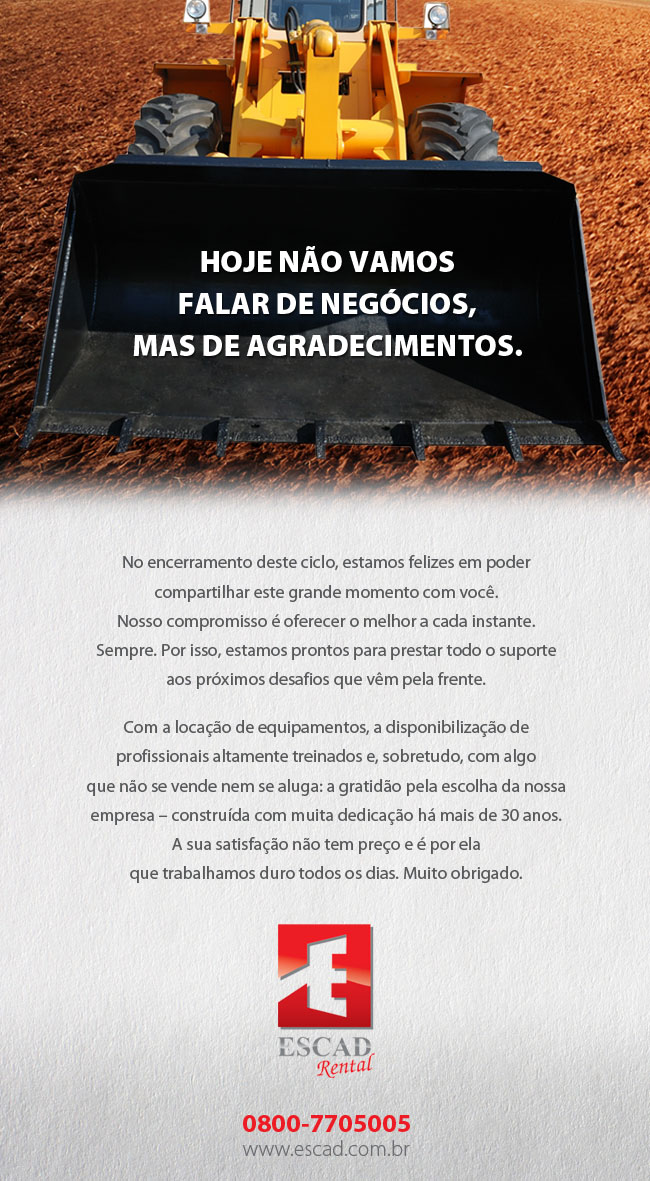 HOJE NÃO VAMOS
FALAR DE NEGÓCIOS,
MAS DE AGRADECIMENTOS.
No encerramento deste ciclo, estamos felizes em poder
compartilhar este grande momento com você.
Nosso compromisso é oferecer o melhor a cada instante.
Sempre. Por isso, estamos prontos para prestar todo o suporte
aos próximos desafios que vêm pela frente.
Com a locação de equipamentos, a disponibilização de
profissionais altamente treinados e, sobretudo, com algo
que não se vende nem se aluga: a gratidão pela escolha da nossa
empresa – construída com muita dedicação há mais de 30 anos.
A sua satisfação não tem preço e é por ela
que trabalhamos duro todos os dias. Muito obrigado.
E
ESCAD
Rental
0800-7705005
www.escad.com.br